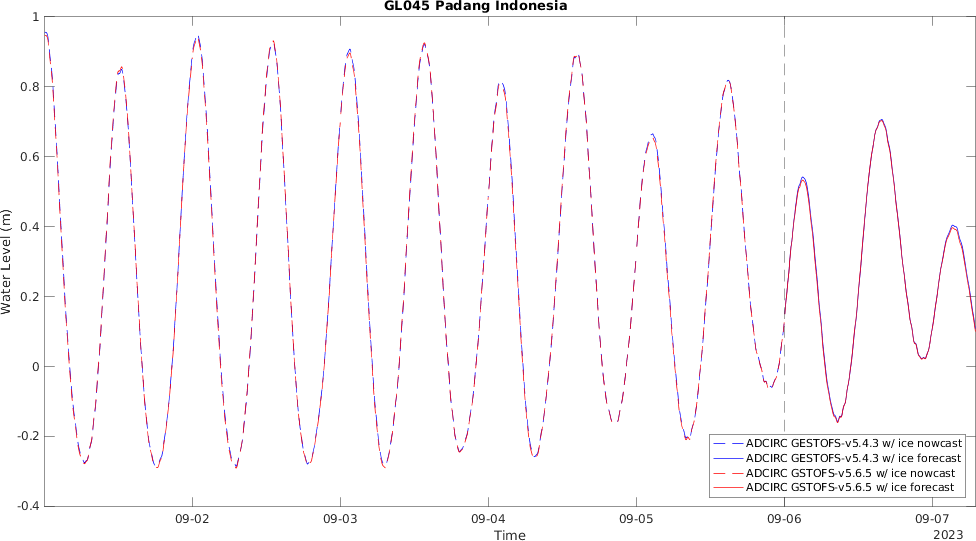 GL045 Padang Indonesia
1
0.8
0.6
0.4
0.2
0
-0.2
-0.4
Water Level (m)
ADCIRC GESTOFS-v5.4.3 w/ ice nowcast
ADCIRC GESTOFS-v5.4.3 w/ ice forecast
ADCIRC GSTOFS-v5.6.5 w/ ice nowcast
ADCIRC GSTOFS-v5.6.5 w/ ice forecast
09-02 09-03 09-04 09-05 09-06 09-07
Time
2023